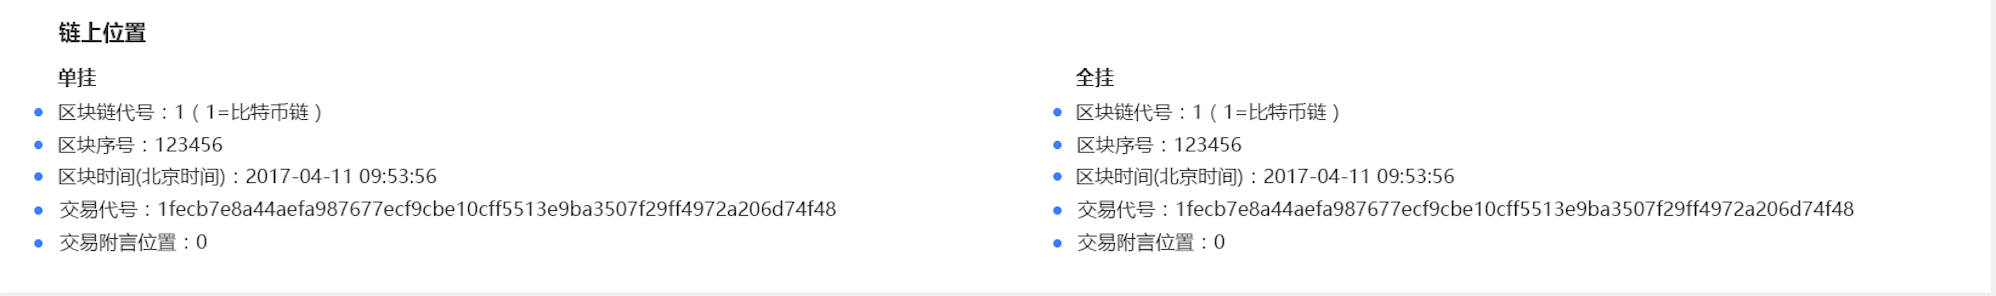 链上位置
单挂
区块链代号：1（1=比特币链）
区块序号：123456
区块时间(北京时间)：2017-04-11 09:53:56
交易代号：1fecb7e8a44aefa987677ecf9cbe10cff5513e9ba3507f29ff4972a206d74f48
交易附言位置：0
全挂
区块链代号：1（1=比特币链）
区块序号：123456
区块时间(北京时间)：2017-04-11 09:53:56
交易代号：1fecb7e8a44aefa987677ecf9cbe10cff5513e9ba3507f29ff4972a206d74f48
交易附言位置：0